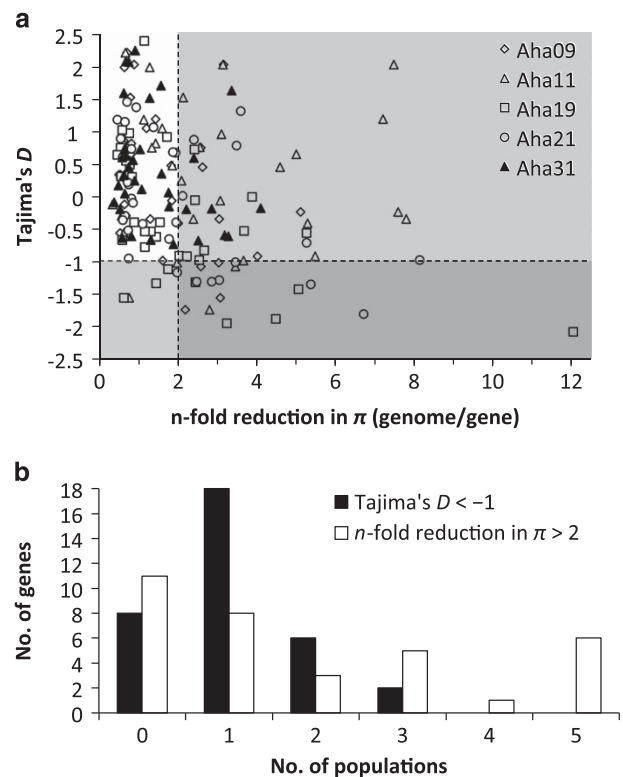 a
2.5
2
1.5
1
0.5
0
-0.5
-1
-1.5
-2
-2.5
Tajima's D
Aha09
Aha11
Aha19
Aha21
Aha31
0 2 4 6 8 10 12
n-fold reduction in π (genome/gene)
b
18
16
14
12
10
8
6
4
2
0
No. of genes
Tajima's D < −1
n-fold reduction in π > 2
0 1 2 3 4 5
No. of populations